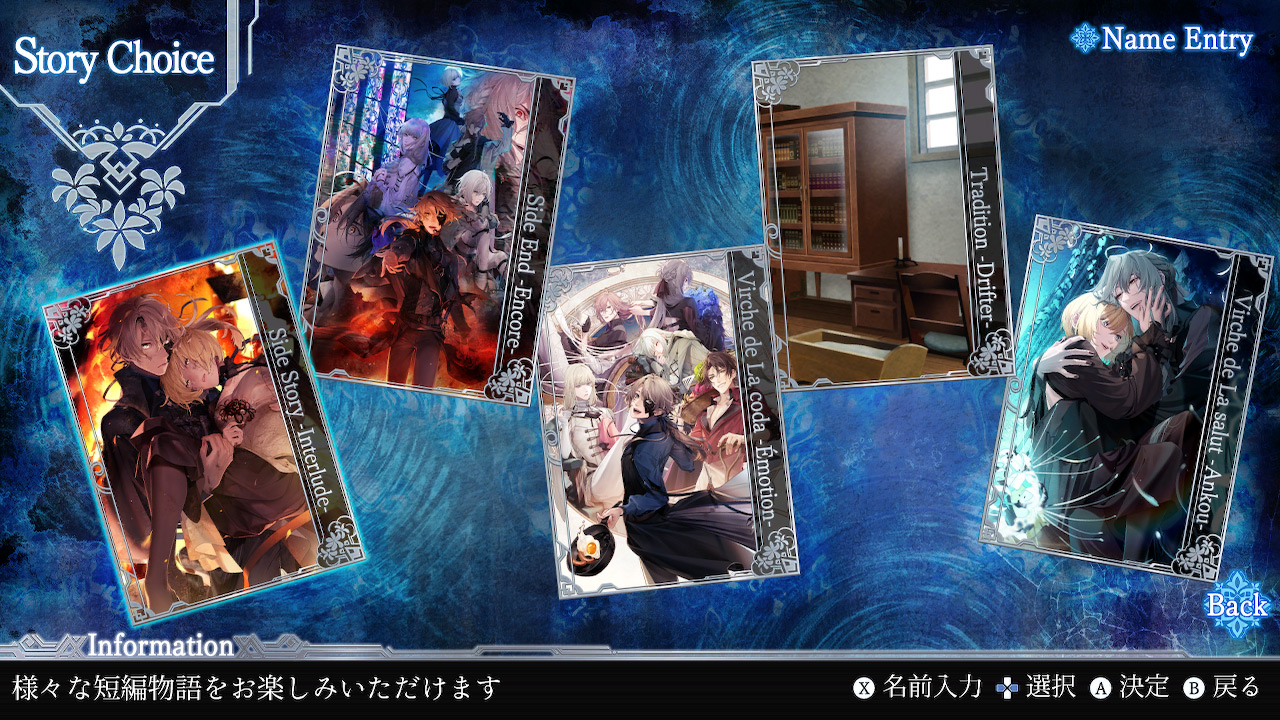 Story Choice
Name Entry
Side Story -Interlude-
Side End -Encore-
Virche de La coda -Émotion-
Tradition -Drifter-
Virche de La salut -Ankou-
Back
Information
様々な短編物語をお楽しみいただけます
X 名前入力 選択 A 決定 B 戻る